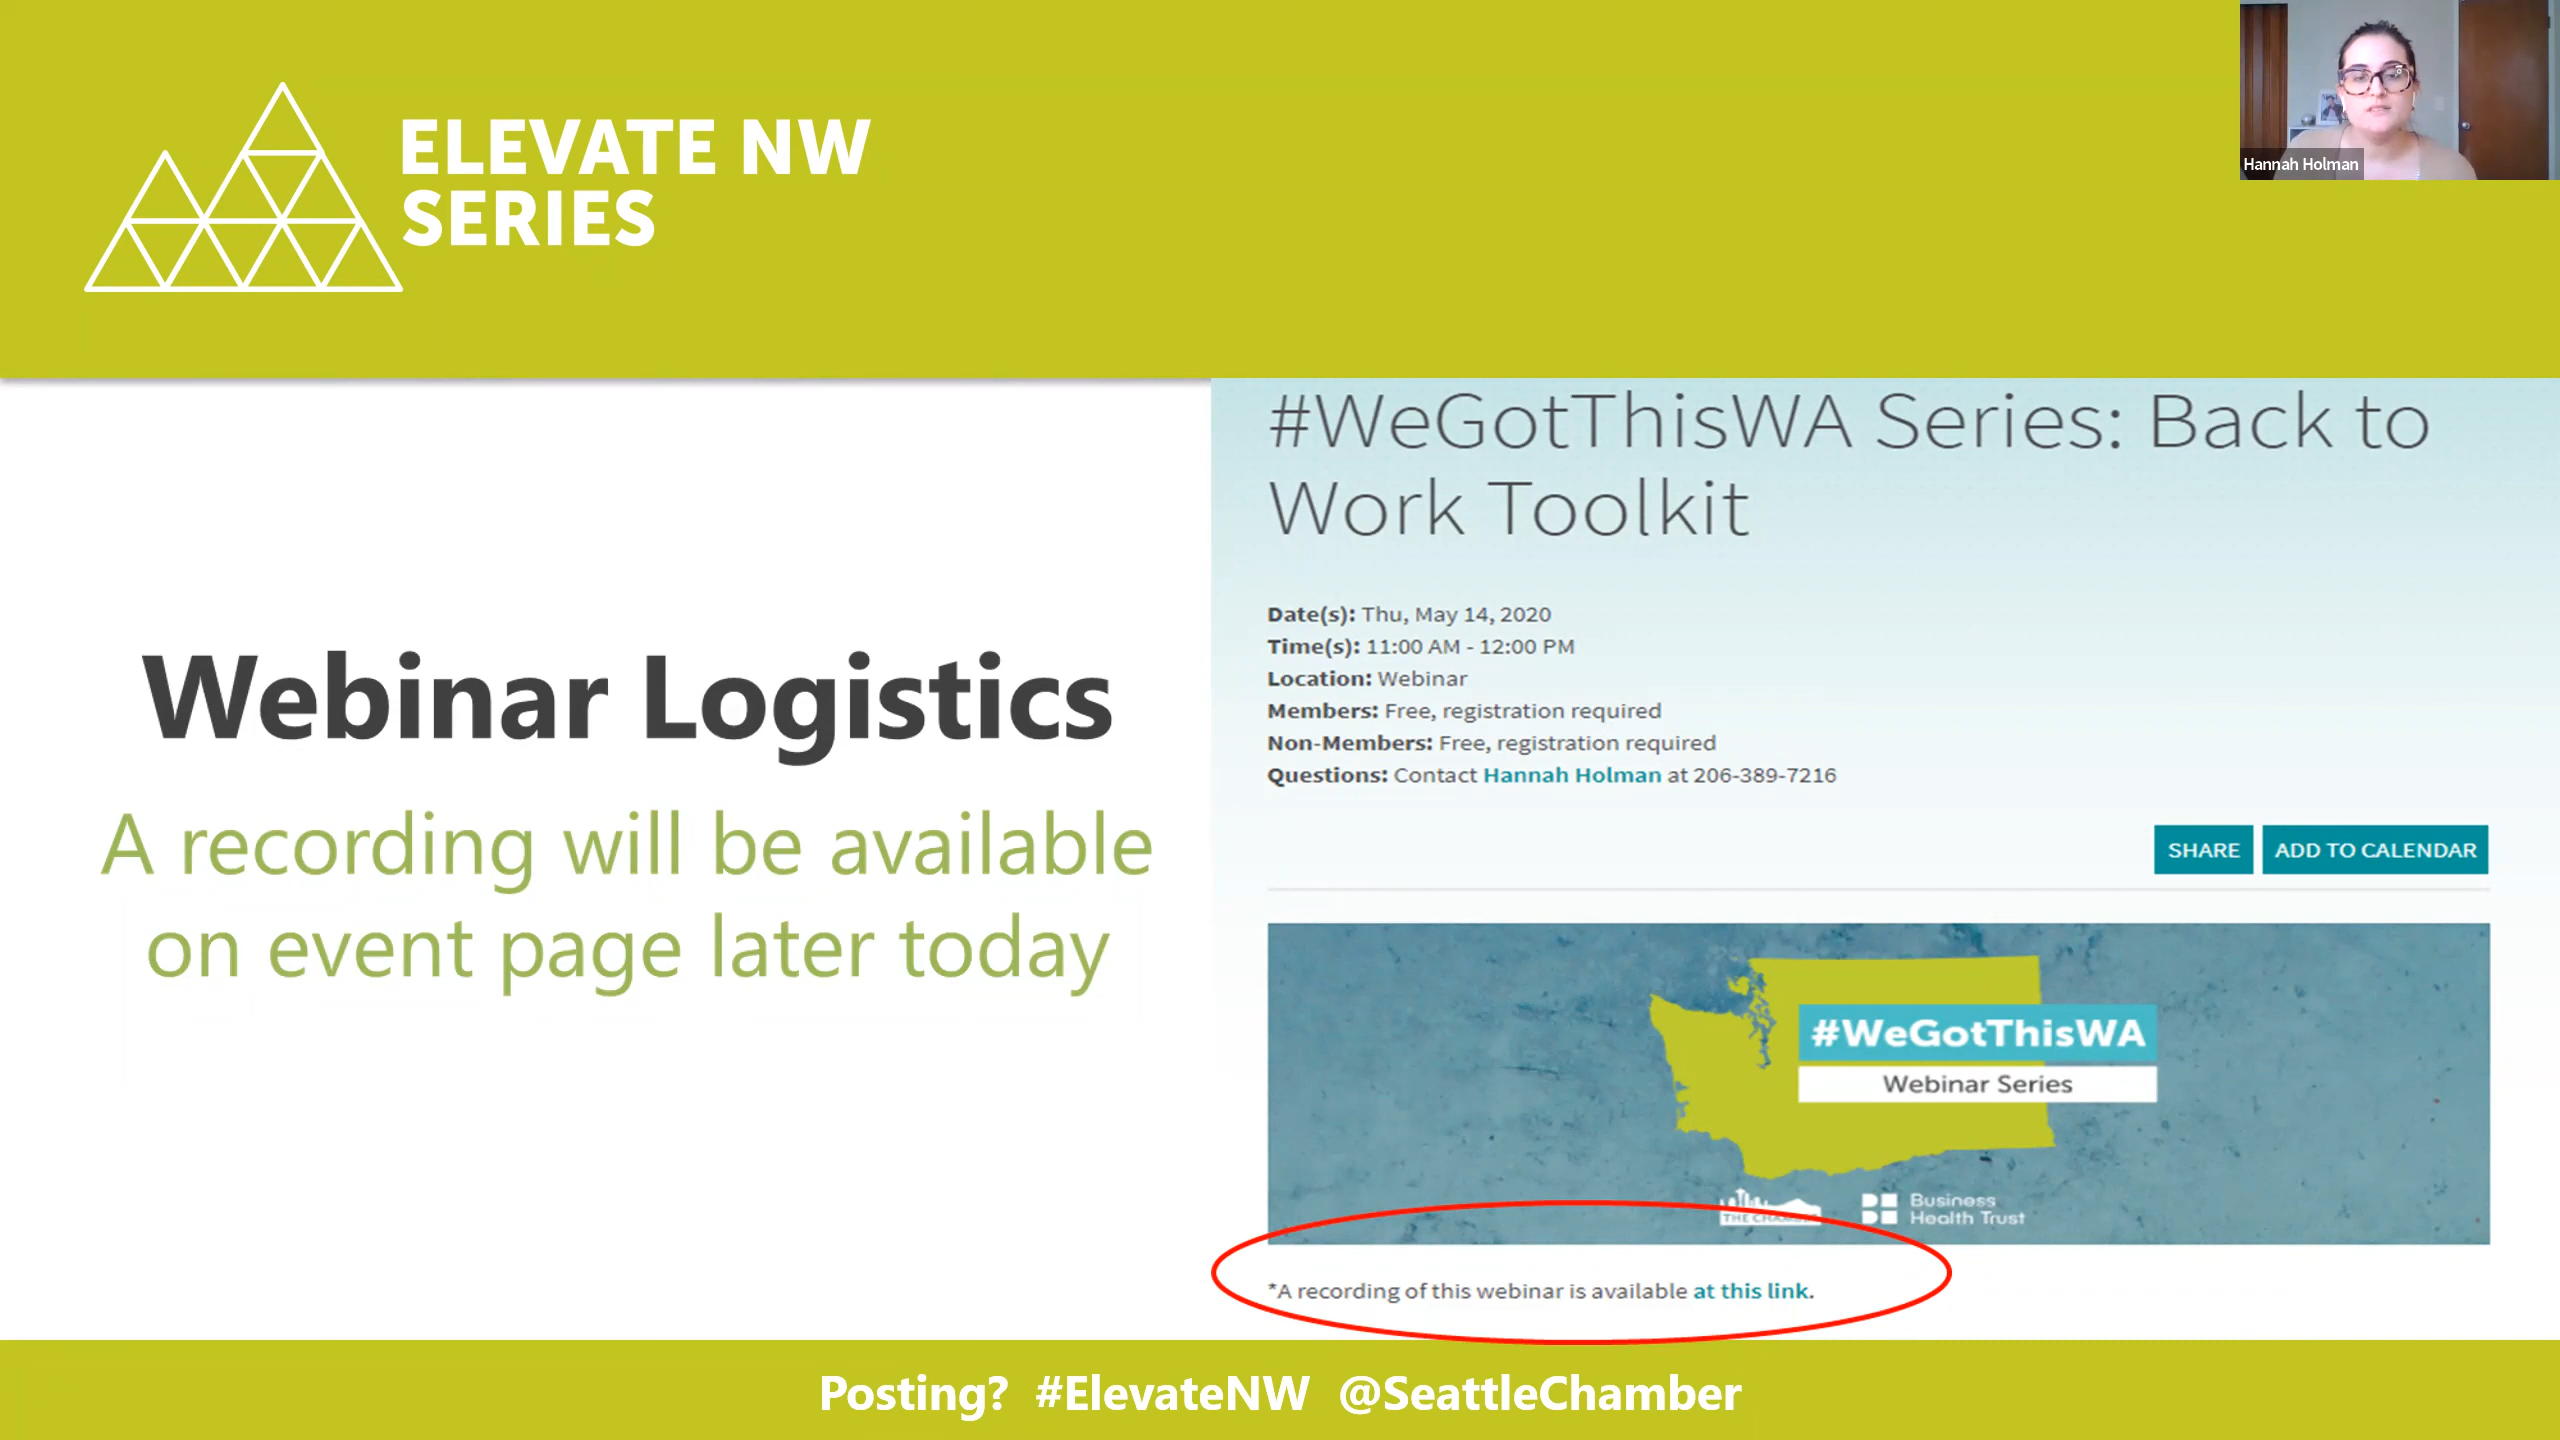 ELEVATE NW
SERIES
Hannah Holman
Webinar Logistics
A recording will be available
on event page later today
#WeGotThisWA Series: Back to
Work Toolkit
Date(s): Thu, May 14, 2020
Time(s): 11:00 AM - 12:00 PM
Location: Webinar
Members: Free, registration required
Non-Members: Free, registration required
Questions: Contact Hannah Holman at 206-389-7216
SHARE
ADD TO CALENDAR
#WeGotThisWA
Webinar Series
THE CHAMBER
Business
Health Trust
*A recording of this webinar is available at this link.
Posting? #ElevateNW @SeattleChamber